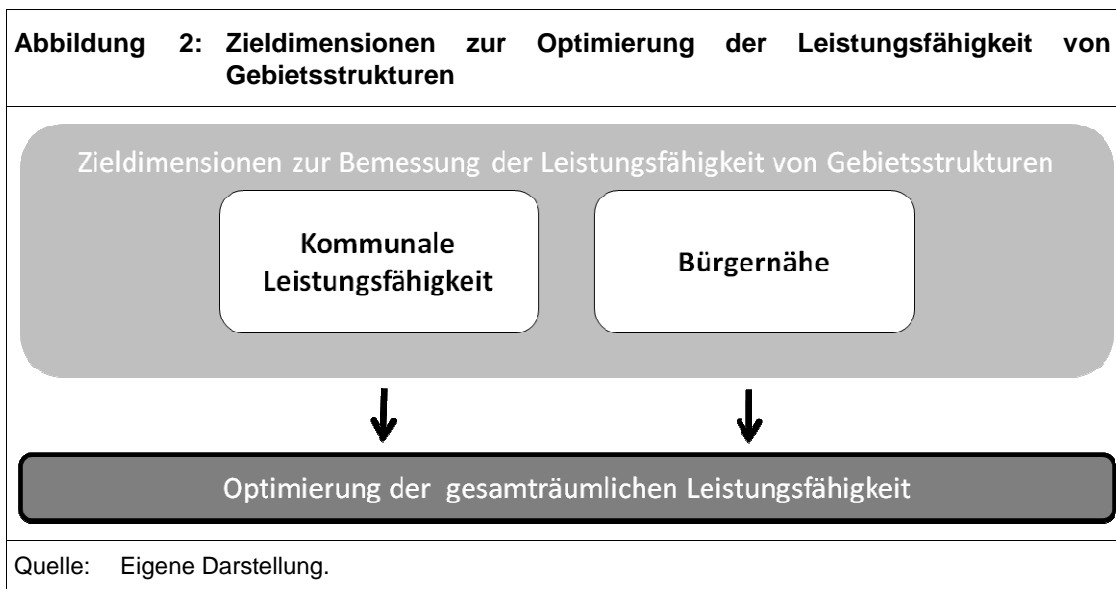 Abbildung 2: Zieldimensionen zur Optimierung der Leistungsfähigkeit von
Gebietsstrukturen
Zieldimensionen zur Bemessung der Leistungsfähigkeit von Gebietsstrukturen
Kommunale
Leistungsfähigkeit
Bürgernähe
Optimierung der gesamträumlichen Leistungsfähigkeit
Quelle: Eigene Darstellung.